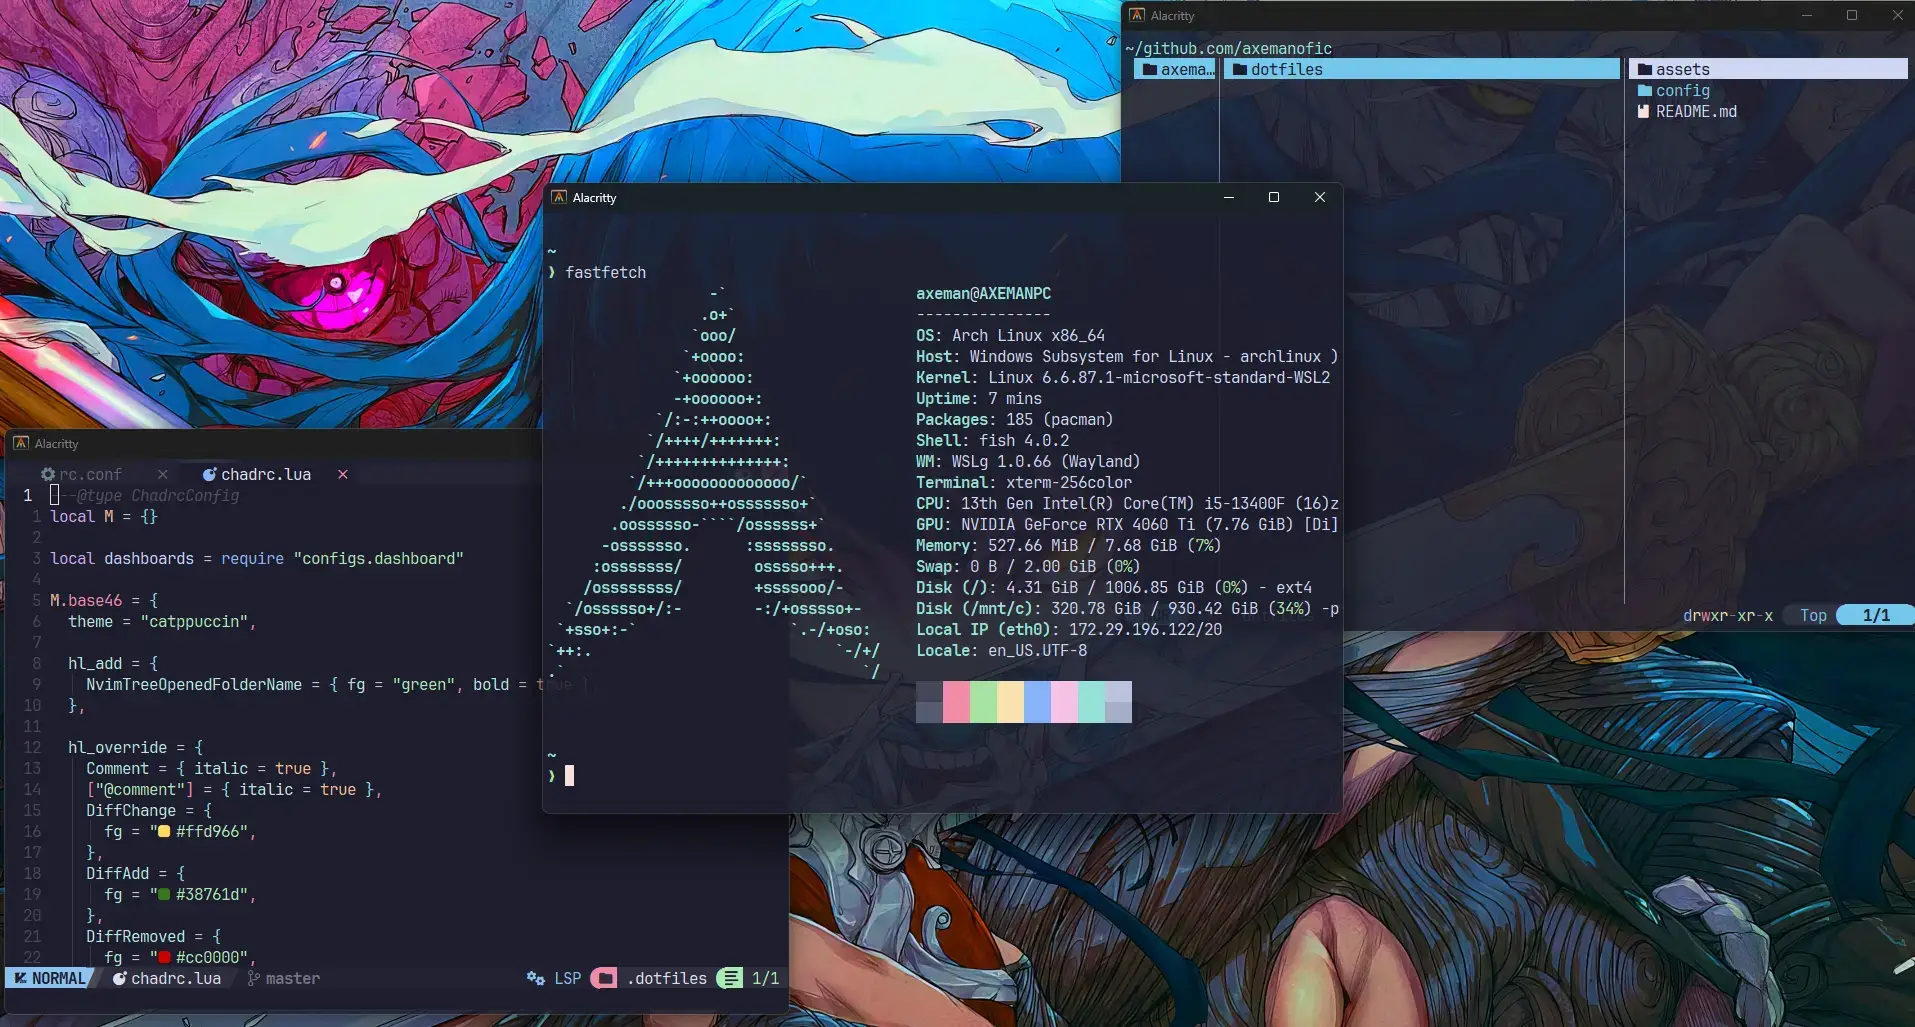 Alacritty
~/github.com/axemanofic
axema…
dotfiles
assets
config
README.md
drwxr-xr-x Top 1/1
Alacritty
~
❯ fastfetch
-`
.o+`
`ooo/
`+oooo:
`+oooooo:
-+oooooo+:
`/:-:++oooo+:
`/++++/+++++++:
`/++++++++++++++:
`/+++ooooooooooooo/`
./ooosssso++osssssso+`
.oossssso-````/ossssss+`
-osssssso. :ssssssso.
:osssssss/ osssso+++.
/ossssssss/ +ssssooo/-
`/ossssso+/:- -:/+osssso+-
`+sso+:-` `.-/+oso:
`++:. `-/+/
.` `/
axeman@AXEMANPC
---------------
OS: Arch Linux x86_64
Host: Windows Subsystem for Linux - archlinux )
Kernel: Linux 6.6.87.1-microsoft-standard-WSL2
Uptime: 7 mins
Packages: 185 (pacman)
Shell: fish 4.0.2
WM: WSLg 1.0.66 (Wayland)
Terminal: xterm-256color
CPU: 13th Gen Intel(R) Core(TM) i5-13400F (16)z
GPU: NVIDIA GeForce RTX 4060 Ti (7.76 GiB) [Di]
Memory: 527.66 MiB / 7.68 GiB (7%)
Swap: 0 B / 2.00 GiB (0%)
Disk (/): 4.31 GiB / 1006.85 GiB (0%) - ext4
Disk (/mnt/c): 320.78 GiB / 930.42 GiB (34%) -p
Local IP (eth0): 172.29.196.122/20
Locale: en_US.UTF-8
~
❯
Alacritty
rc.conf chadrc.lua
1 --@type ChadrcConfig
1 local M = {}
2
3 local dashboards = require "configs.dashboard"
4
5 M.base46 = {
6 theme = "catppuccin",
7
8 hl_add = {
9 NvimTreeOpenedFolderName = { fg = "green", bold = true
10 },
11
12 hl_override = {
13 Comment = { italic = true },
14 ["@comment"] = { italic = true },
15 DiffChange = {
16 fg = "#ffd966",
17 },
18 DiffAdd = {
19 fg = "#38761d",
20 },
21 DiffRemoved = {
22 fg = "#cc0000",
NORMAL chadrc.lua master LSP .dotfiles 1/1